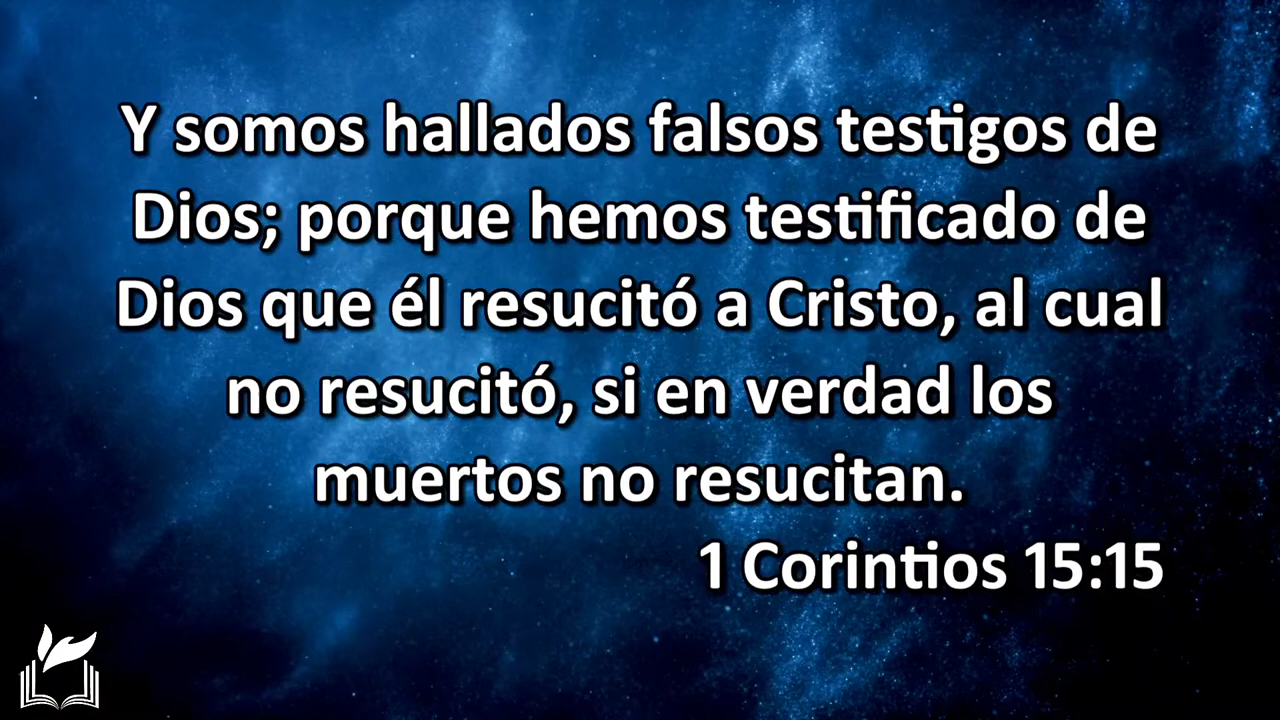 Y somos hallados falsos testigos de
Dios; porque hemos testificado de
Dios que él resucitó a Cristo, al cual
no resucitó, si en verdad los
muertos no resucitan.
1 Corintios 15:15